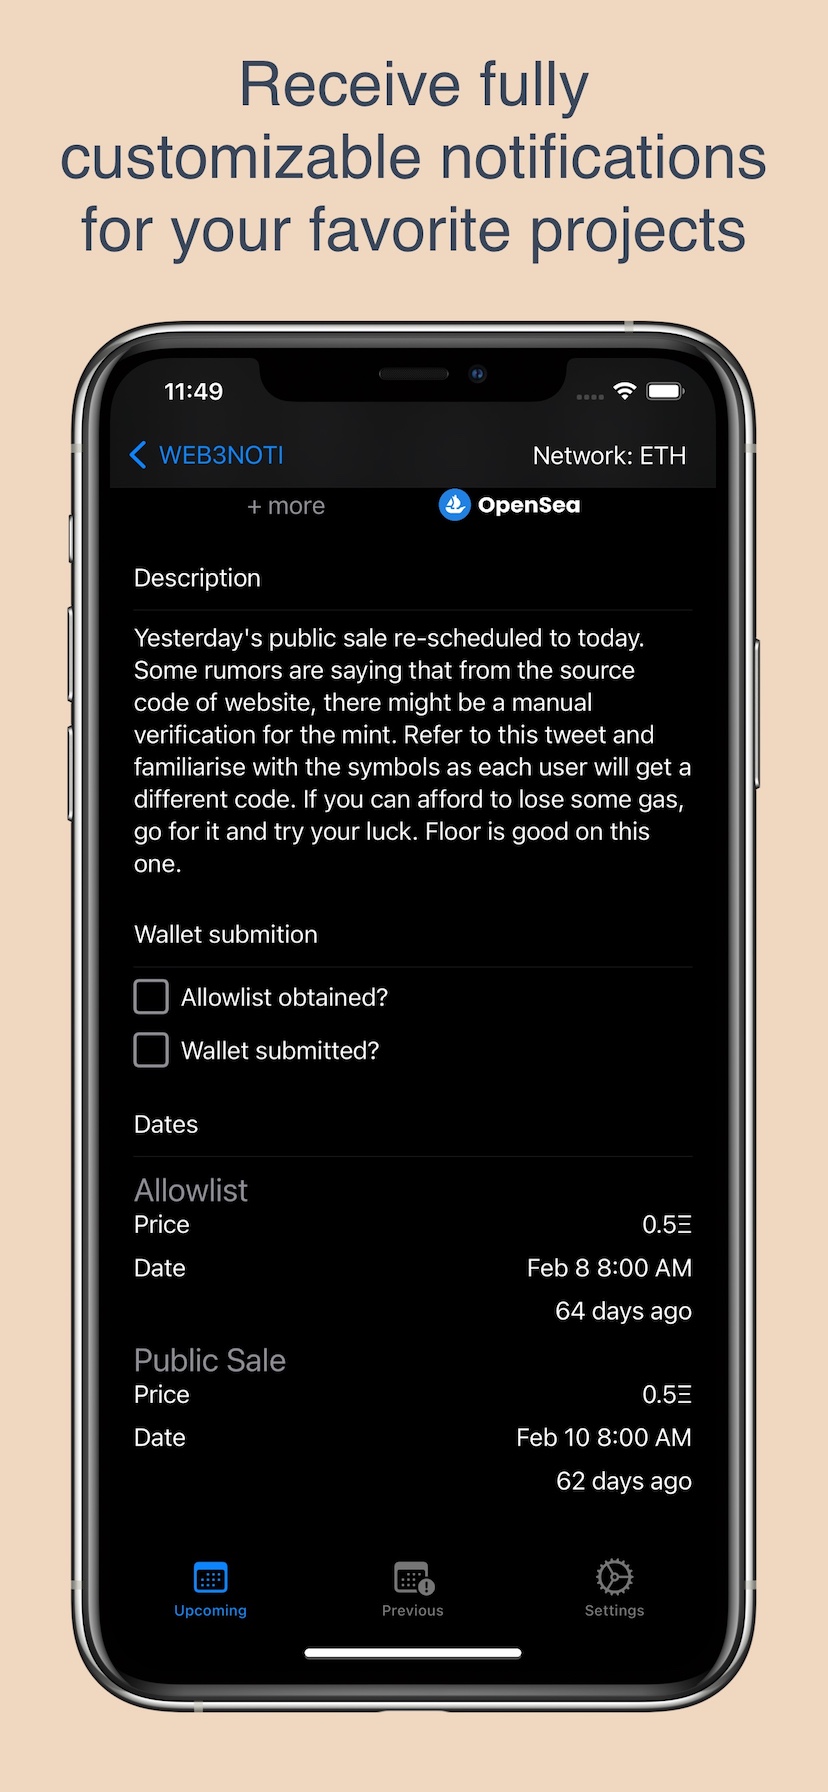 Receive fully
customizable notifications
for your favorite projects
11:49
WEB3NOTI
Network: ETH
+ more
OpenSea
Description
Yesterday's public sale re-scheduled to today.
Some rumors are saying that from the source
code of website, there might be a manual
verification for the mint. Refer to this tweet and
familiarise with the symbols as each user will get a
different code. If you can afford to lose some gas,
go for it and try your luck. Floor is good on this
one.
Wallet submition
Allowlist obtained?
Wallet submitted?
Dates
Allowlist
Price 0.5Ξ
Date Feb 8 8:00 AM
64 days ago
Public Sale
Price 0.5Ξ
Date Feb 10 8:00 AM
62 days ago
Upcoming Previous Settings